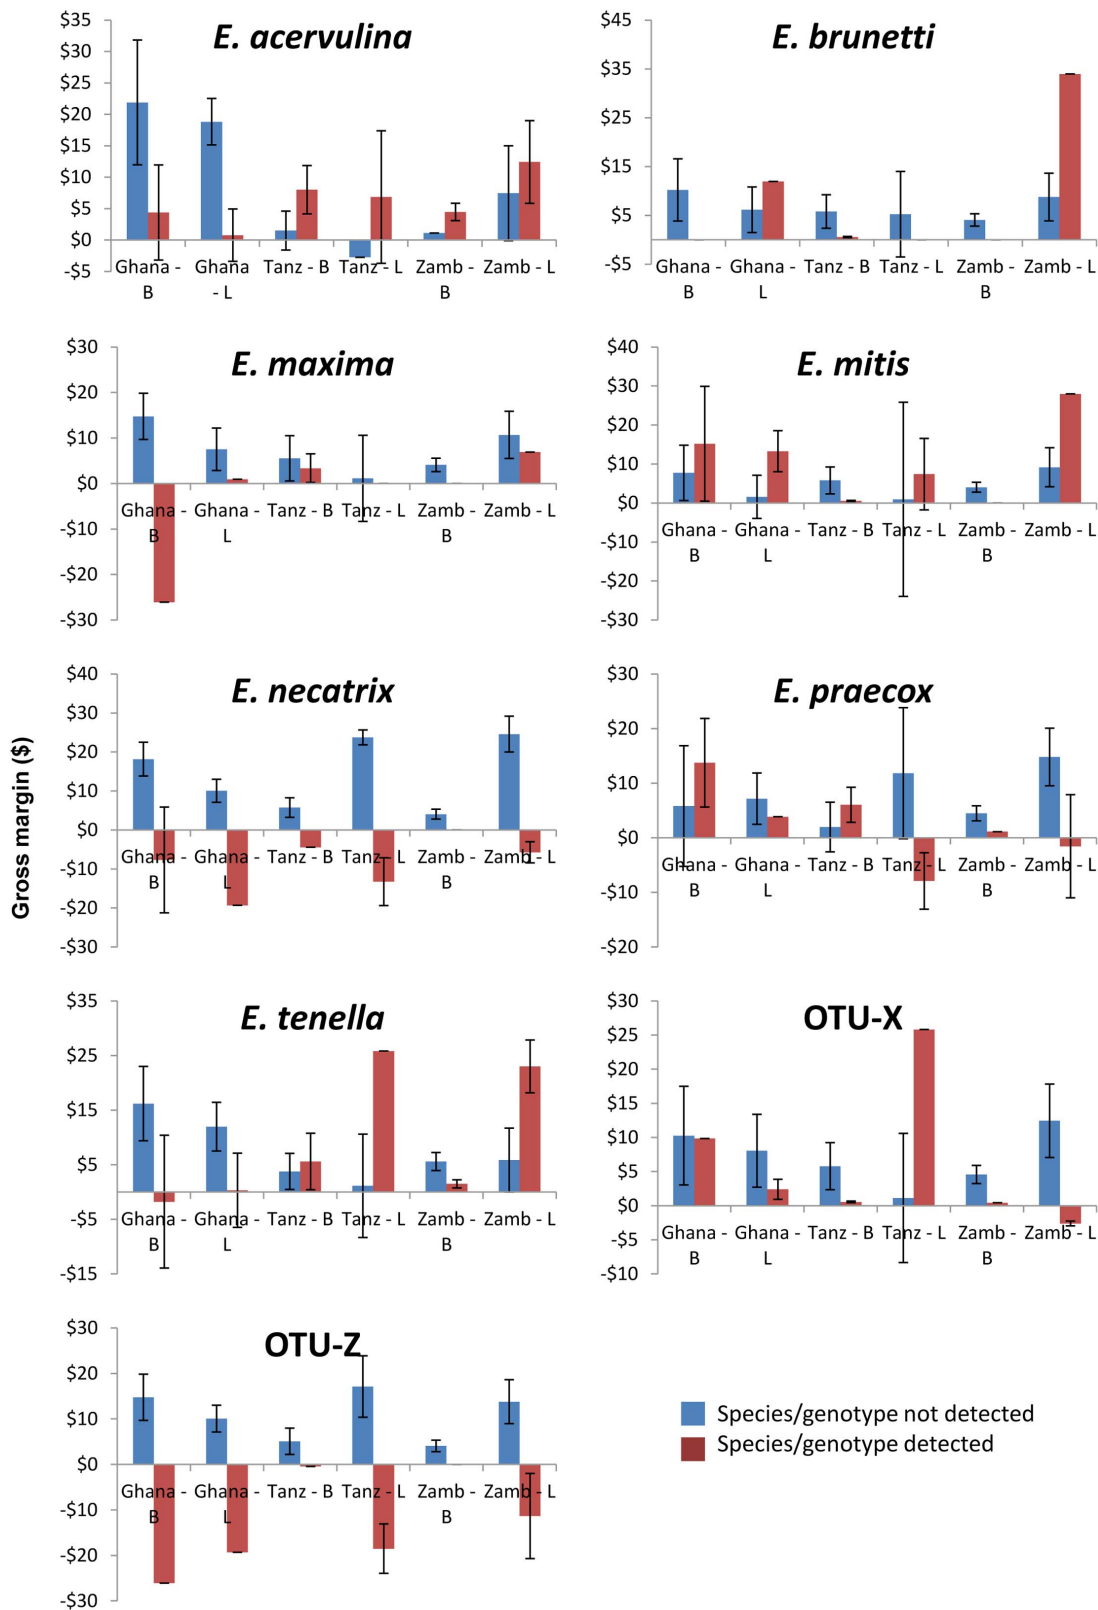 E. acervulina
$35
$30
$25
$20
$15
$10
$5
$0
-$5
Ghana - Ghana Tanz - B Tanz - L Zamb - Zamb - L
B - L B
E. brunetti
$45
$35
$25
$15
$5
-$5
Ghana - Ghana - Tanz - B Tanz - L Zamb - Zamb - L
B L B
E. maxima
$30
$20
$10
$0
-$10
-$20
-$30
Ghana - Ghana - Tanz - B Tanz - L Zamb - Zamb - L
B L B
E. mitis
$40
$30
$20
$10
$0
-$10
-$20
-$30
Ghana - Ghana - Tanz - B Tanz - L Zamb - Zamb - L
B L B
Gross margin ($)
E. necatrix
$40
$30
$20
$10
$0
-$10
-$20
-$30
Ghana - Ghana - Tanz - B Tanz - L Zamb - Zamb - L
B L B
E. praecox
$30
$20
$10
$0
-$10
-$20
Ghana - Ghana - Tanz - B Tanz - L Zamb - Zamb - L
B L B
E. tenella
$35
$25
$15
$5
-$5
-$15
Ghana - Ghana - Tanz - B Tanz - L Zamb - Zamb - L
B L B
OTU-X
$30
$25
$20
$15
$10
$5
$0
-$5
-$10
Ghana - Ghana - Tanz - B Tanz - L Zamb - Zamb - L
B L B
OTU-Z
$30
$20
$10
$0
-$10
-$20
-$30
Ghana - Ghana - Tanz - B Tanz - L Zamb - Zamb - L
B L B
Species/genotype not detected
Species/genotype detected